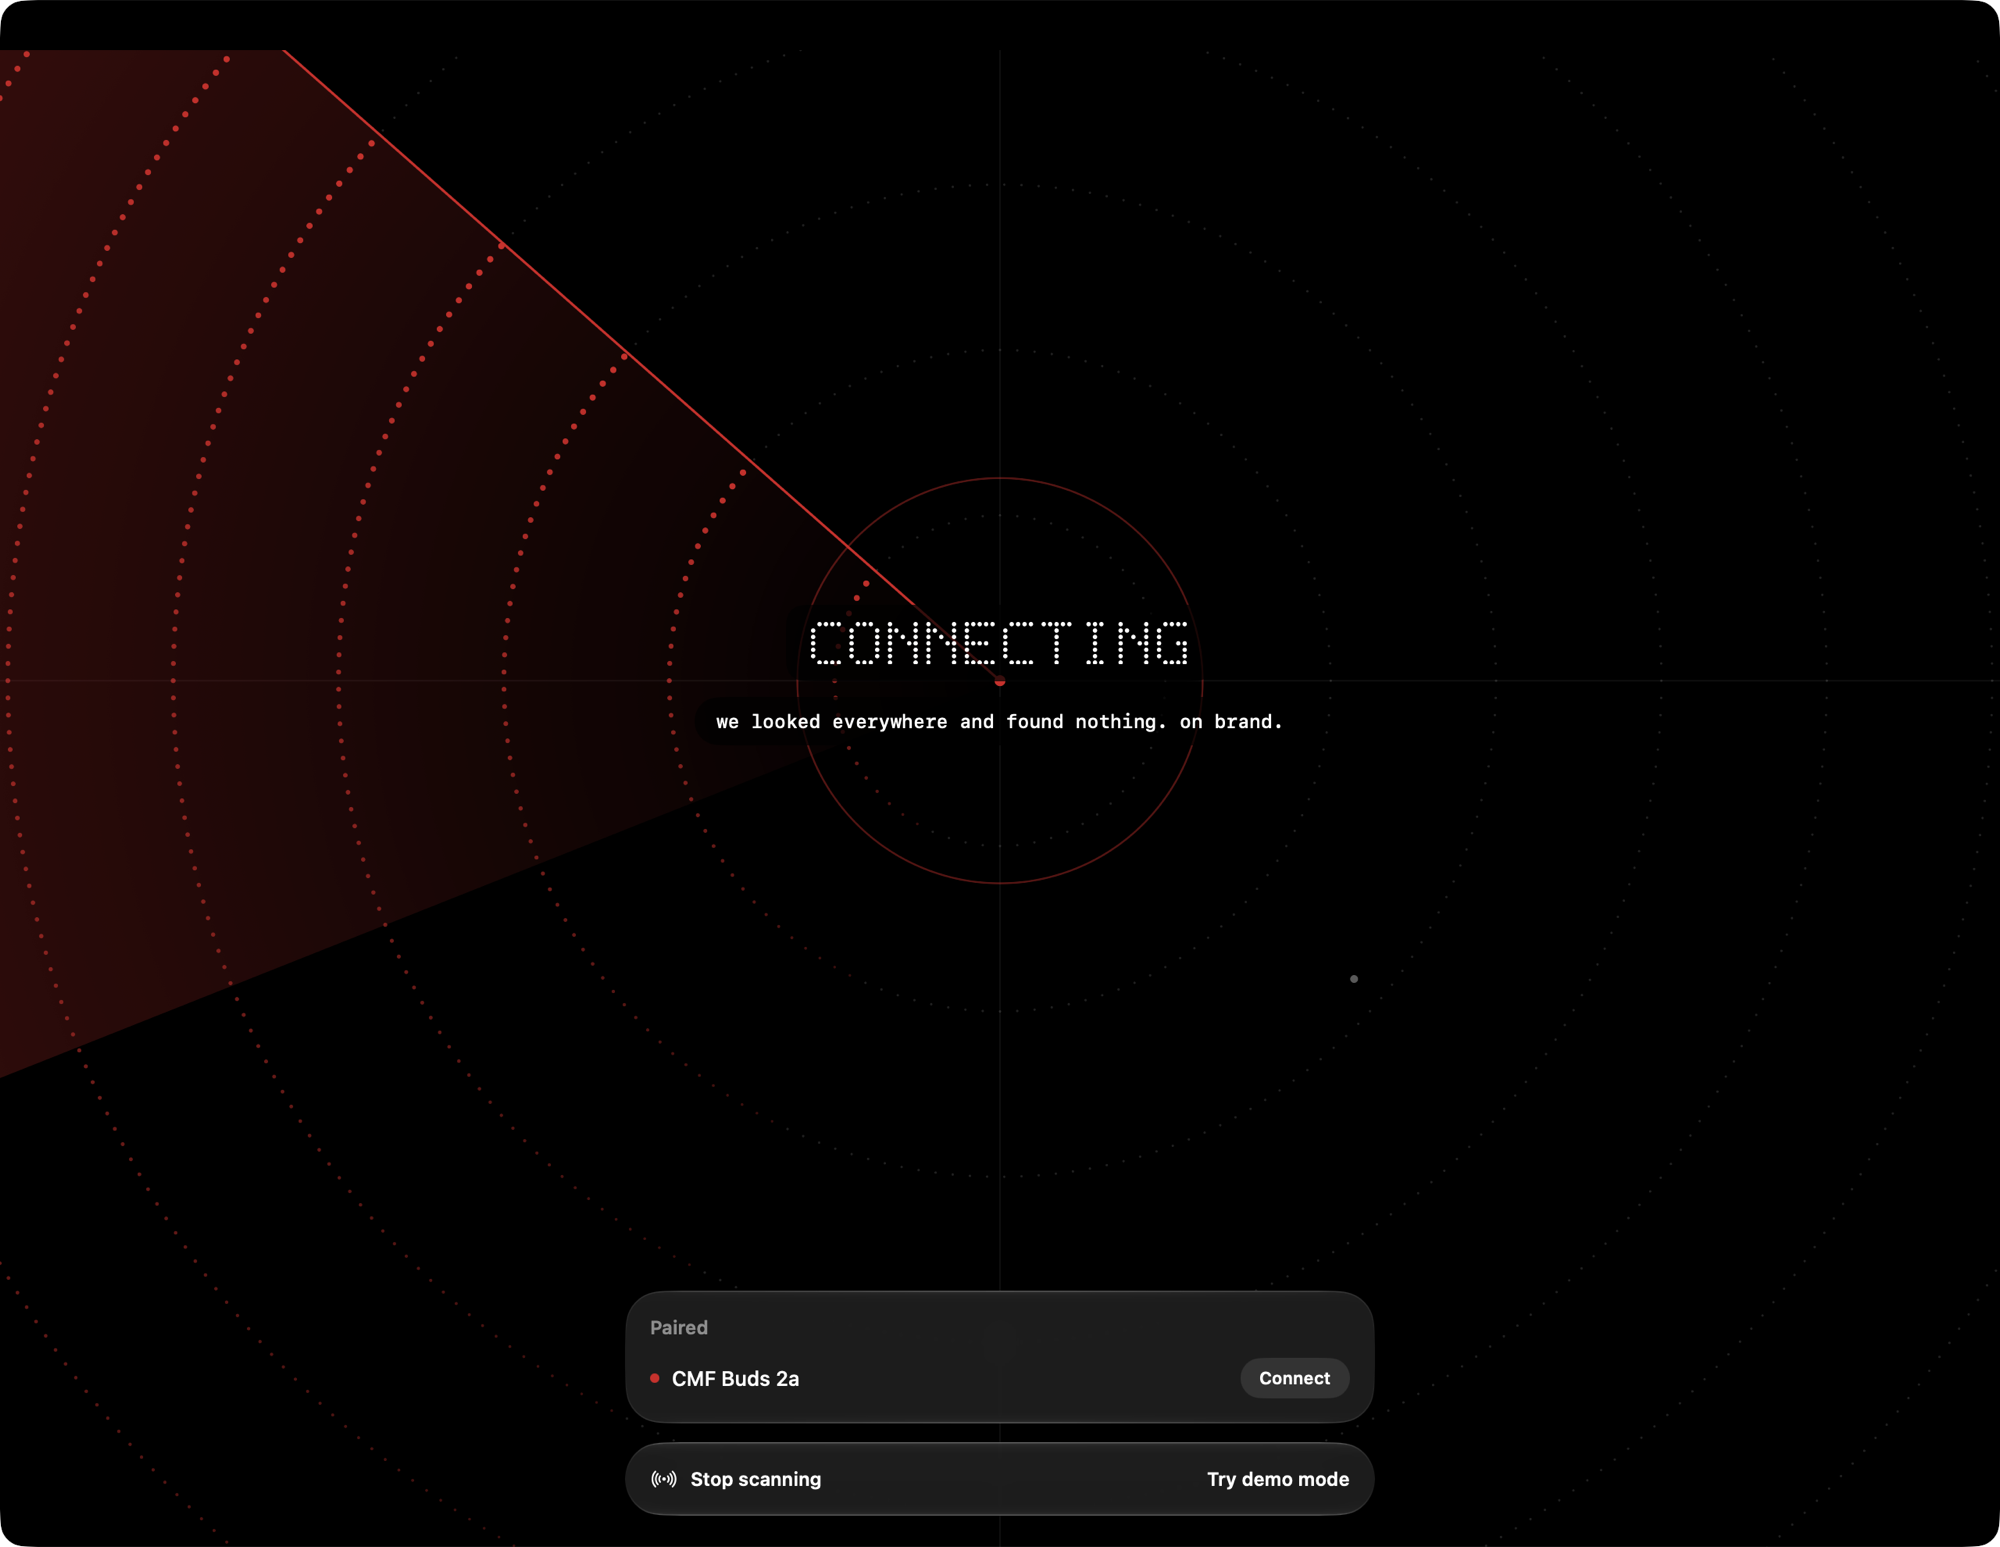 CONNECTING
we looked everywhere and found nothing. on brand.
Paired
CMF Buds 2a
Connect
Stop scanning
Try demo mode